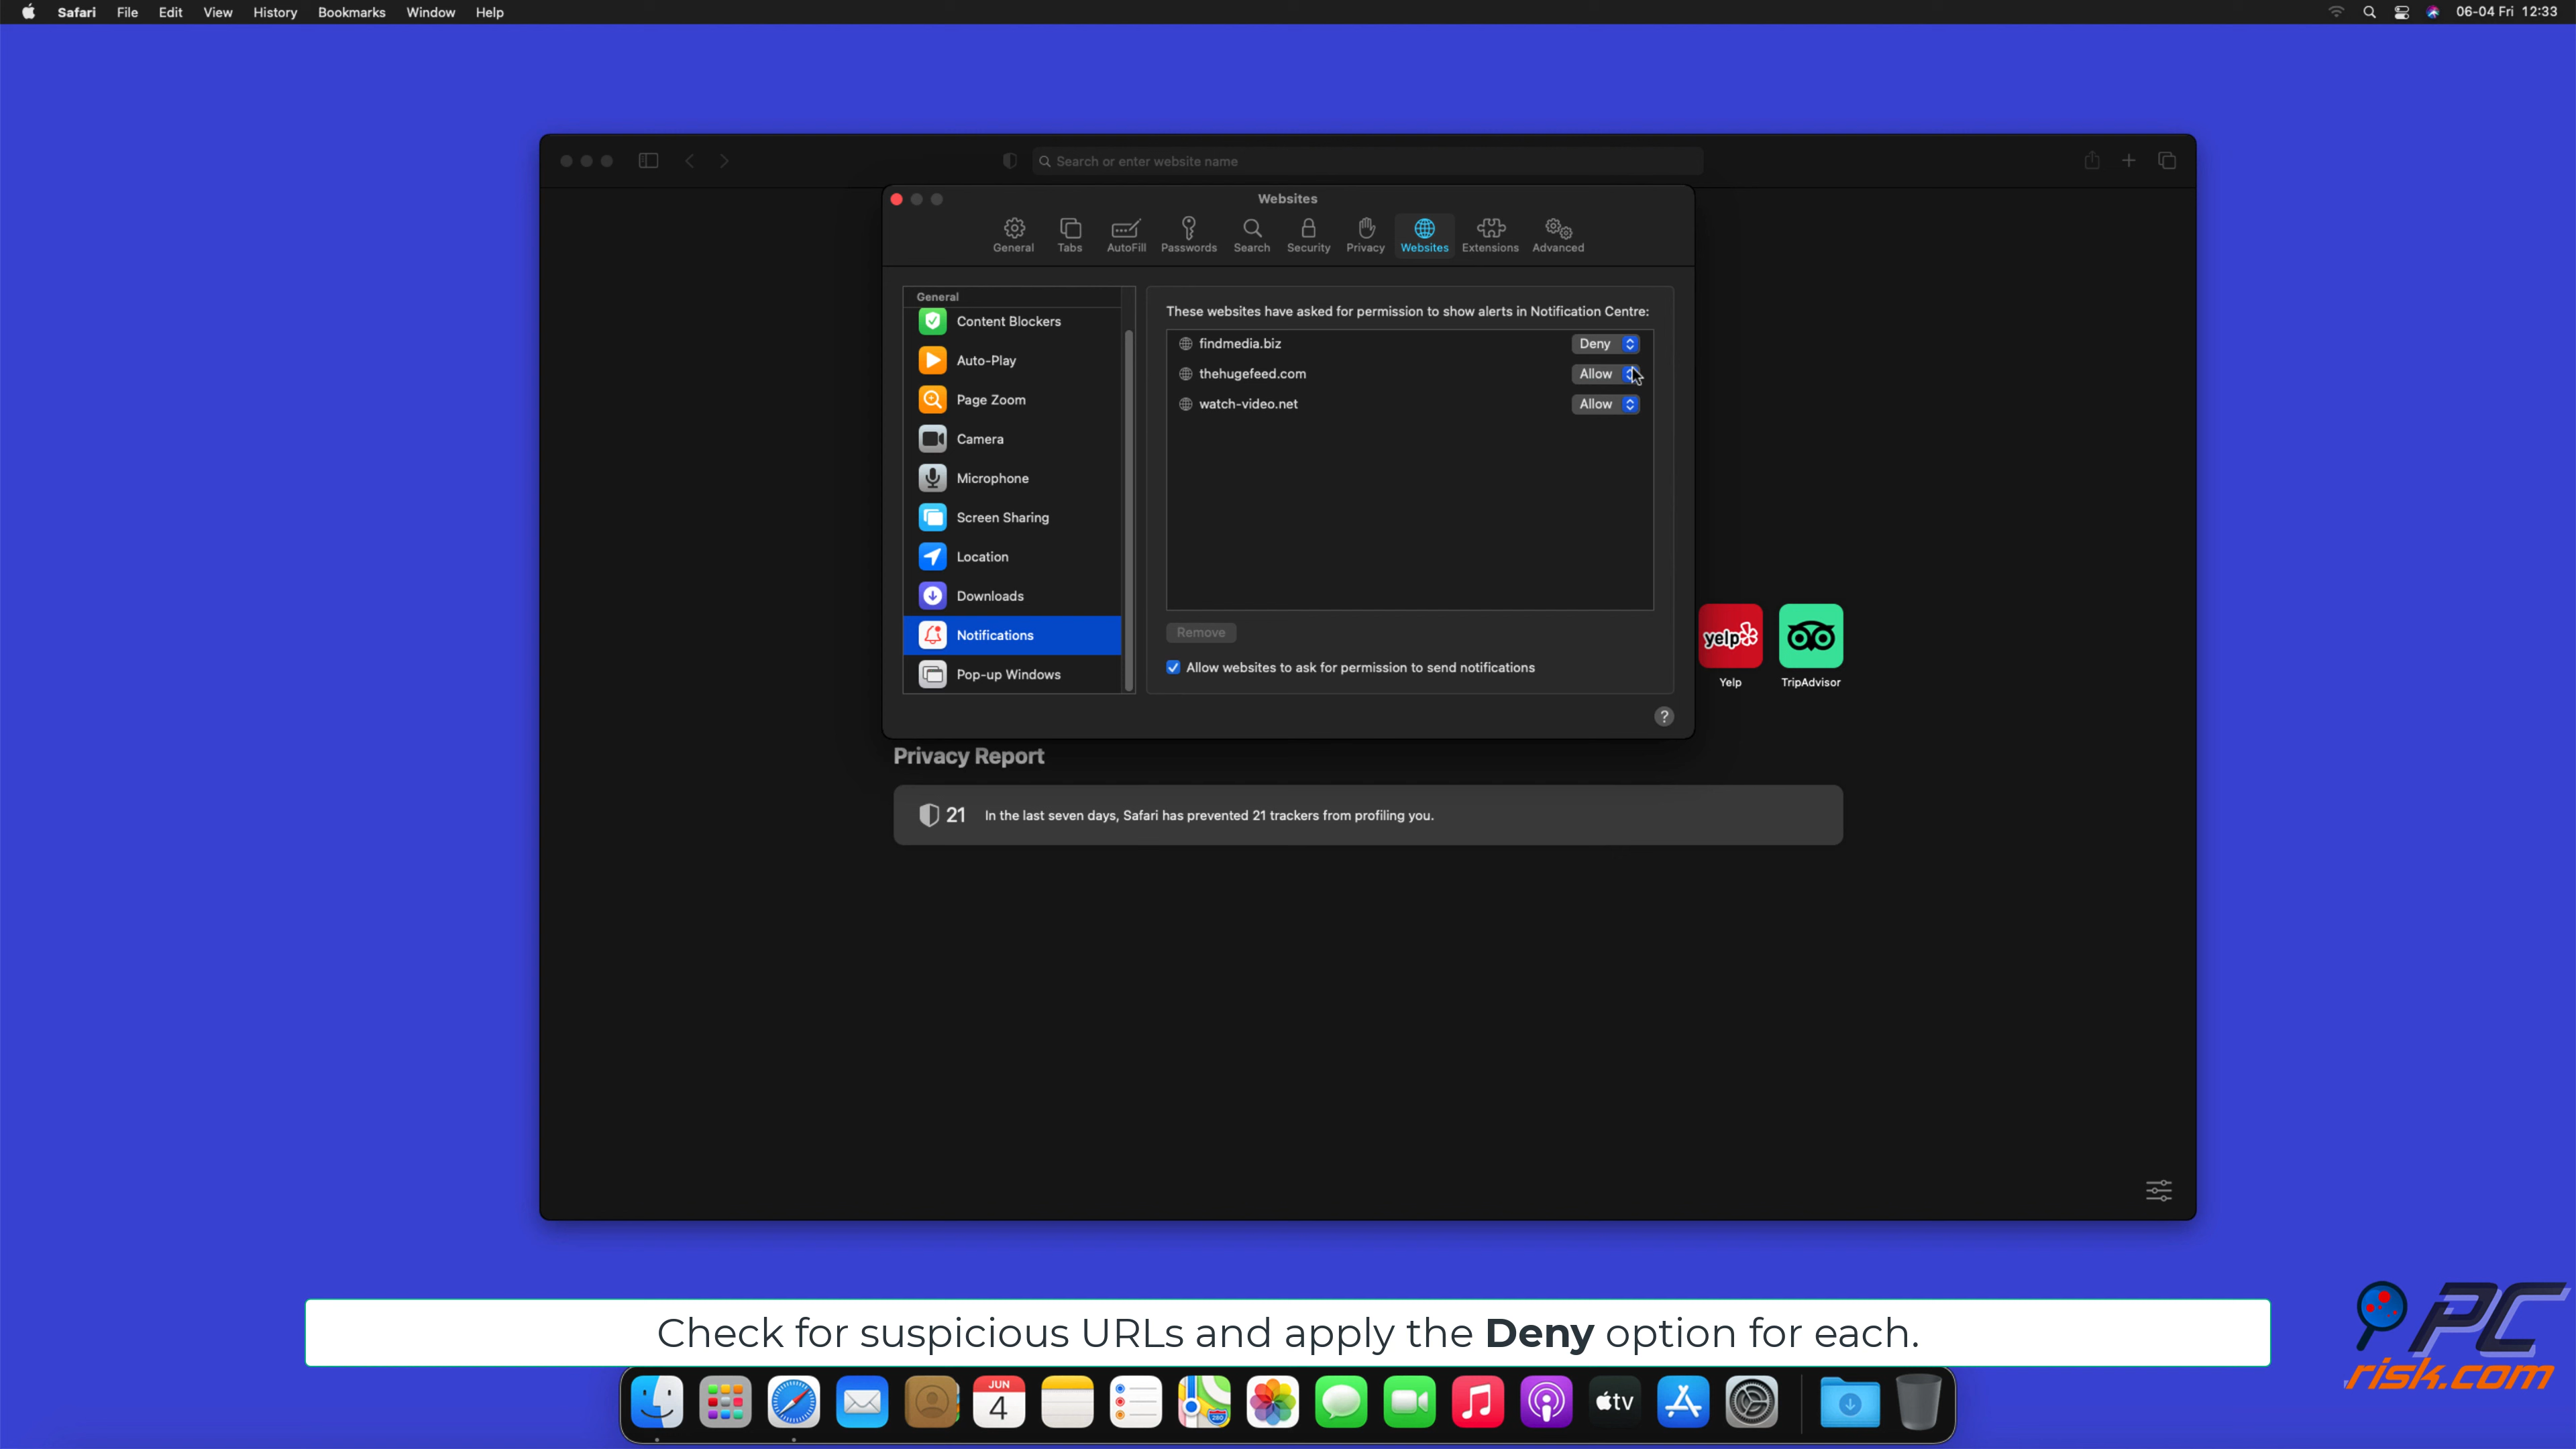 Safari File Edit View History Bookmarks Window Help 06-04 Fri 12:33
Search or enter website name
Websites
General Tabs AutoFill Passwords Search Security Privacy Websites Extensions Advanced
General
Content Blockers
Auto-Play
Page Zoom
Camera
Microphone
Screen Sharing
Location
Downloads
Notifications
Pop-up Windows
These websites have asked for permission to show alerts in Notification Centre:
findmedia.biz Deny
thehugefeed.com Allow
watch-video.net Allow
Remove
Allow websites to ask for permission to send notifications
?
yelp
Yelp TripAdvisor
Privacy Report
21 In the last seven days, Safari has prevented 21 trackers from profiling you.
Check for suspicious URLs and apply the Deny option for each.
PC
risk.com
JUN
4
280
tv